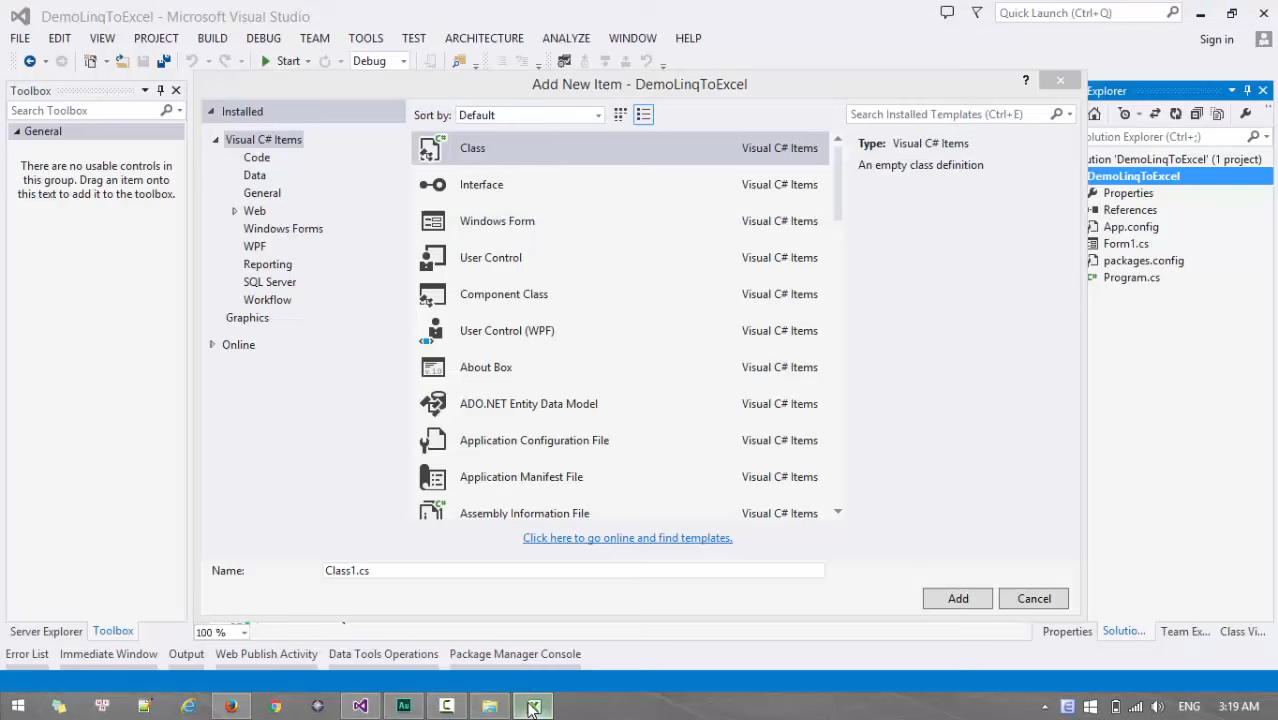 DemoLinqToExcel - Microsoft Visual Studio
Quick Launch (Ctrl+Q)
FILE EDIT VIEW PROJECT BUILD DEBUG TEAM TOOLS TEST ARCHITECTURE ANALYZE WINDOW HELP
Sign in
Start Debug
Toolbox
Search Toolbox
General
There are no usable controls in
this group. Drag an item onto
this text to add it to the toolbox.
Add New Item - DemoLinqToExcel
?
Installed
Visual C# Items
Code
Data
General
Web
Windows Forms
WPF
Reporting
SQL Server
Workflow
Graphics
Online
Sort by: Default
Search Installed Templates (Ctrl+E)
Class Visual C# Items
Interface Visual C# Items
Windows Form Visual C# Items
User Control Visual C# Items
Component Class Visual C# Items
User Control (WPF) Visual C# Items
About Box Visual C# Items
ADO.NET Entity Data Model Visual C# Items
Application Configuration File Visual C# Items
Application Manifest File Visual C# Items
Assembly Information File Visual C# Items
Type: Visual C# Items
An empty class definition
Click here to go online and find templates.
Name: Class1.cs
Add Cancel
Explorer
olution Explorer (Ctrl+;)
ution 'DemoLinqToExcel' (1 project)
DemoLinqToExcel
Properties
References
App.config
Form1.cs
packages.config
Program.cs
Server Explorer Toolbox
100 %
Properties Solutio... Team Ex... Class Vi...
Error List Immediate Window Output Web Publish Activity Data Tools Operations Package Manager Console
ENG 3:19 AM